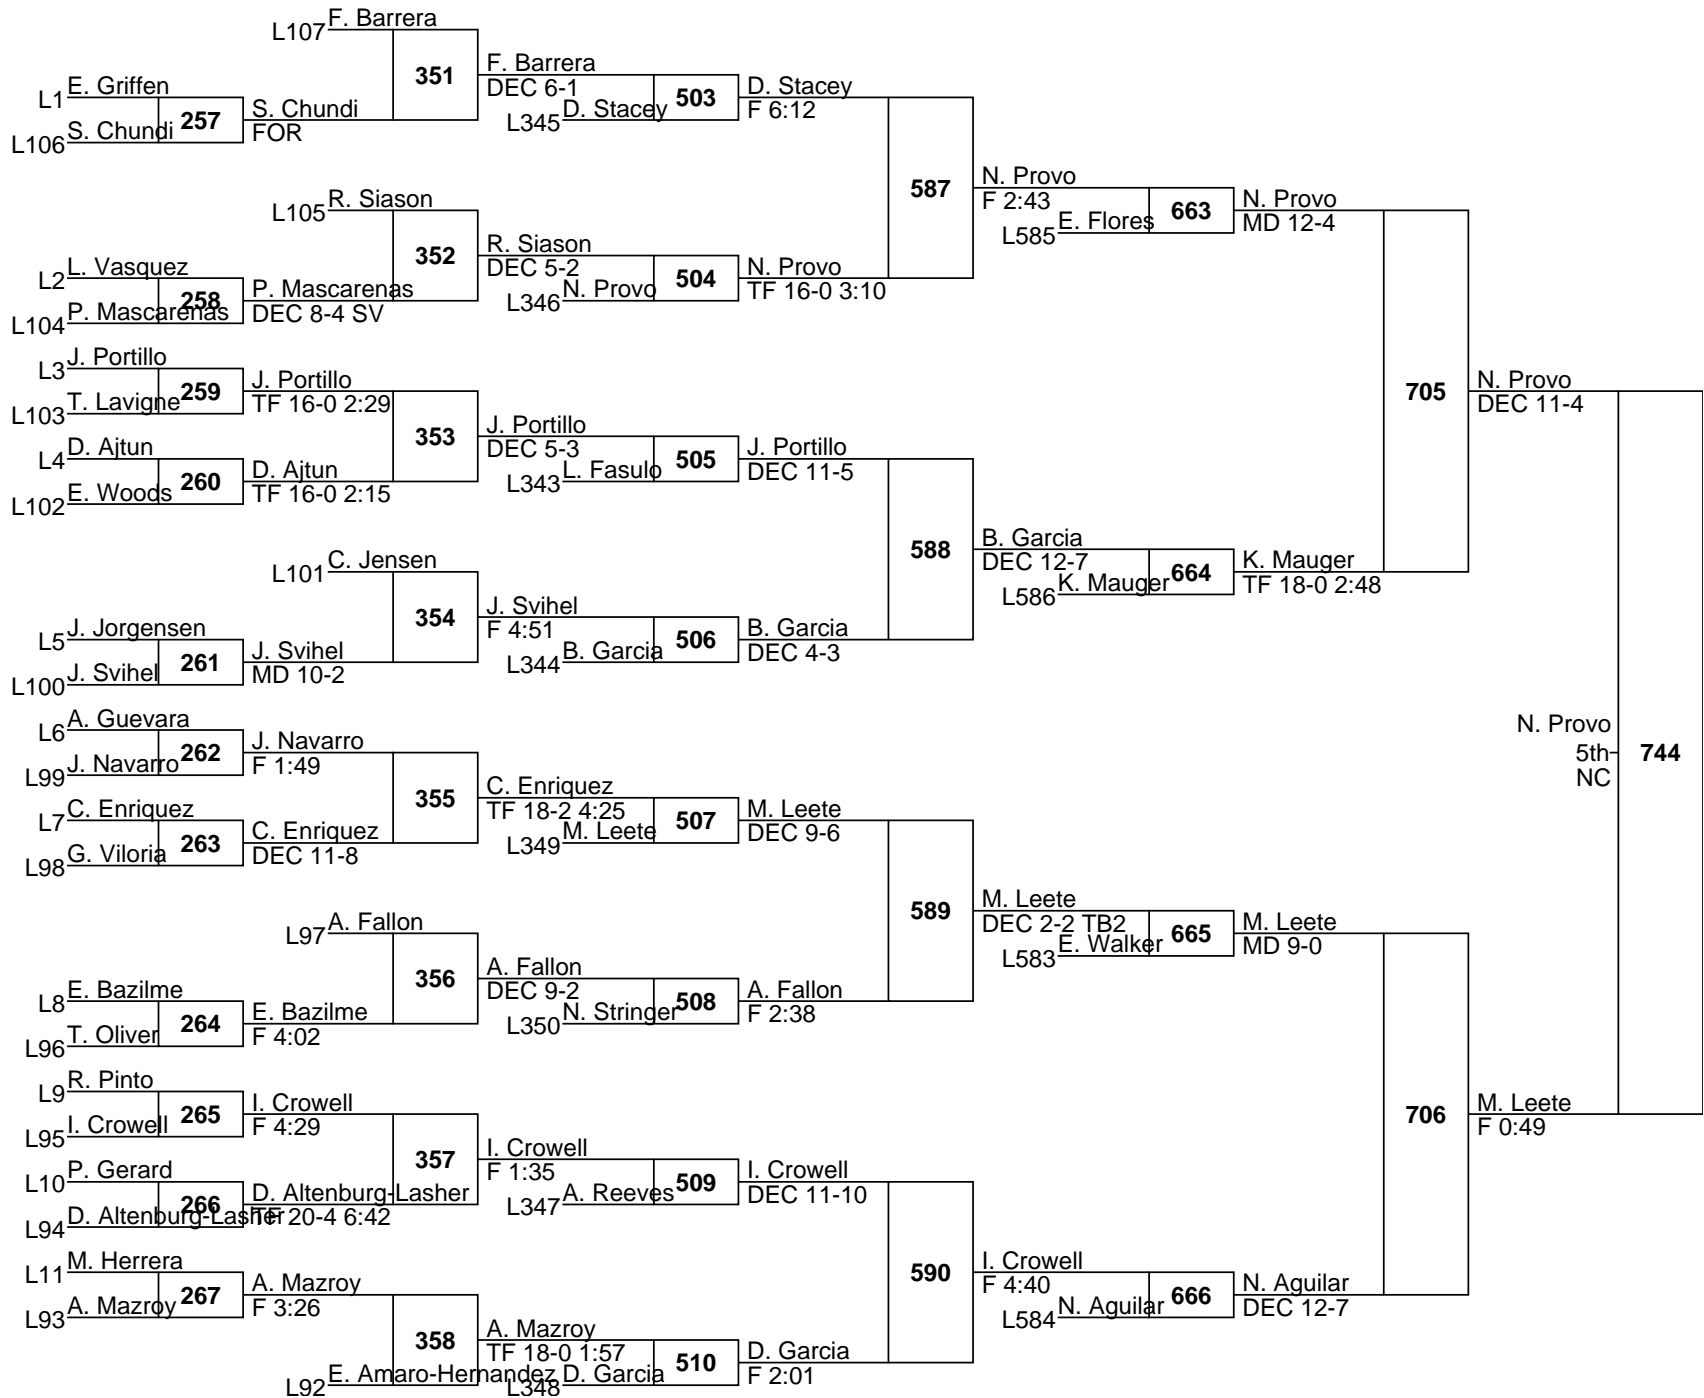 L107 F. Barrera
351
F. Barrera
DEC 6-1
L1 E. Griffen
L106 S. Chundi
257
S. Chundi
FOR
L345 D. Stacey
503
D. Stacey
F 6:12
587
N. Provo
F 2:43
L105 R. Siason
352
R. Siason
DEC 5-2
L2 L. Vasquez
L104 P. Mascarenas
258
P. Mascarenas
DEC 8-4 SV
L346 N. Provo
504
N. Provo
TF 16-0 3:10
L585 E. Flores
663
N. Provo
MD 12-4
L3 J. Portillo
L103 T. Lavigne
259
J. Portillo
TF 16-0 2:29
353
J. Portillo
DEC 5-3
L4 D. Ajtun
L102 E. Woods
260
D. Ajtun
TF 16-0 2:15
L343 L. Fasulo
505
J. Portillo
DEC 11-5
705
N. Provo
DEC 11-4
588
B. Garcia
DEC 12-7
L101 C. Jensen
354
J. Svihel
F 4:51
L586 K. Mauger
664
K. Mauger
TF 18-0 2:48
L5 J. Jorgensen
L100 J. Svihel
261
J. Svihel
MD 10-2
L344 B. Garcia
506
B. Garcia
DEC 4-3
L6 A. Guevara
L99 J. Navarro
262
J. Navarro
F 1:49
355
C. Enriquez
TF 18-2 4:25
N. Provo
5th
NC
744
L7 C. Enriquez
L98 G. Viloria
263
C. Enriquez
DEC 11-8
L349 M. Leete
507
M. Leete
DEC 9-6
589
M. Leete
DEC 2-2 TB2
L97 A. Fallon
356
A. Fallon
DEC 9-2
L583 E. Walker
665
M. Leete
MD 9-0
L8 E. Bazilme
L96 T. Oliver
264
E. Bazilme
F 4:02
L350 N. Stringer
508
A. Fallon
F 2:38
L9 R. Pinto
L95 I. Crowell
265
I. Crowell
F 4:29
357
I. Crowell
F 1:35
706
M. Leete
F 0:49
L10 P. Gerard
L94 D. Altenburg-Lasher
266
D. Altenburg-Lasher
TF 20-4 6:42
L347 A. Reeves
509
I. Crowell
DEC 11-10
L11 M. Herrera
L93 A. Mazroy
267
A. Mazroy
F 3:26
590
I. Crowell
F 4:40
L584 N. Aguilar
666
N. Aguilar
DEC 12-7
358
A. Mazroy
TF 18-0 1:57
L92 E. Amaro-Hernandez
L348 D. Garcia
510
D. Garcia
F 2:01